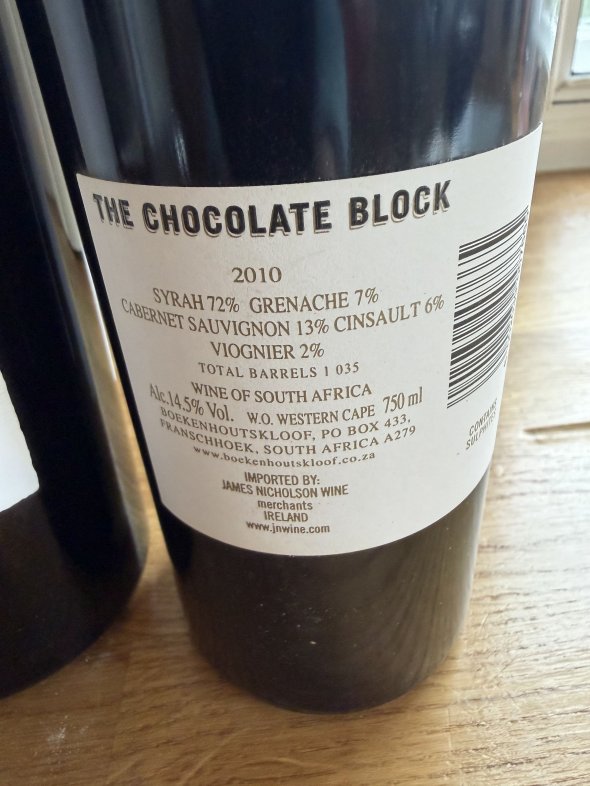 THE CHOCOLATE BLOCK
2010
SYRAH 72% GRENACHE 7%
CABERNET SAUVIGNON 13% CINSAULT 6%
VIOGNIER 2%
TOTAL BARRELS 1 035
WINE OF SOUTH AFRICA
Alc.14,5% Vol. W.O. WESTERN CAPE 750 ml
BOEKENHOUTSKLOOF, PO BOX 433,
FRANSCHHOEK, SOUTH AFRICA A279
www.boekenhoutskloof.co.za
IMPORTED BY:
JAMES NICHOLSON WINE
merchants
IRELAND
www.jnwine.com
CONTAINS